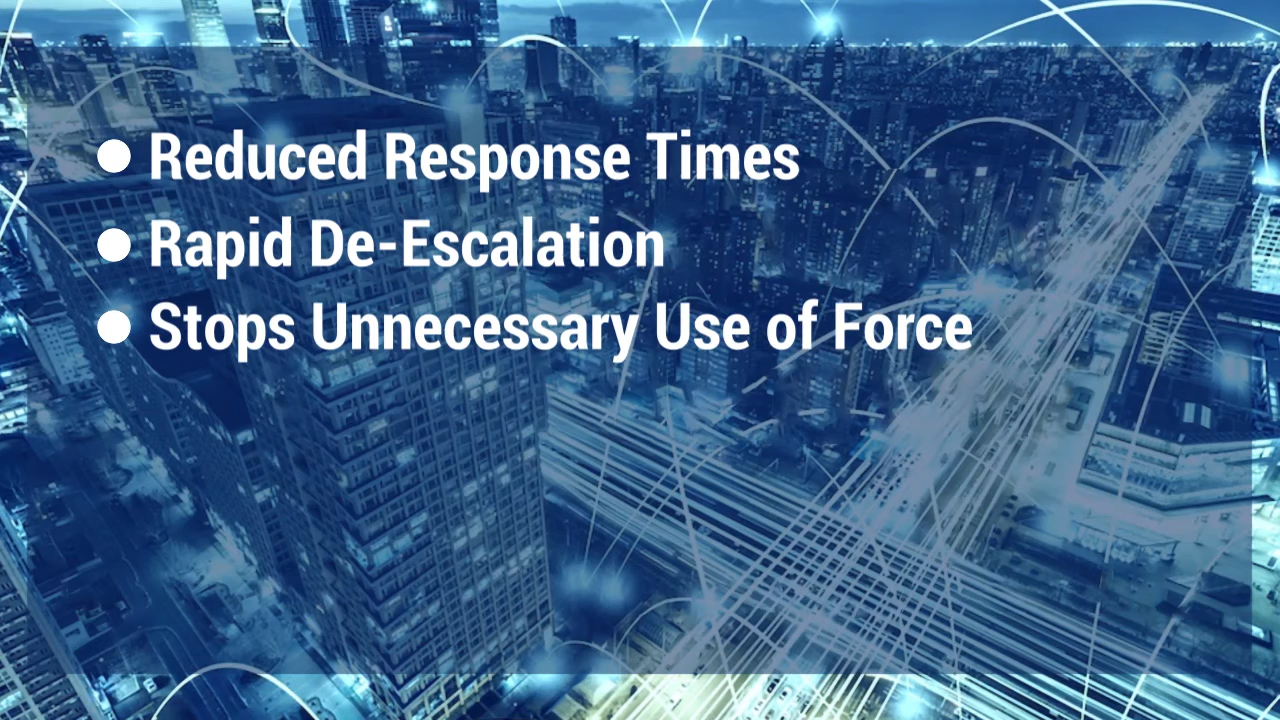 ● Reduced Response Times
● Rapid De-Escalation
● Stops Unnecessary Use of Force